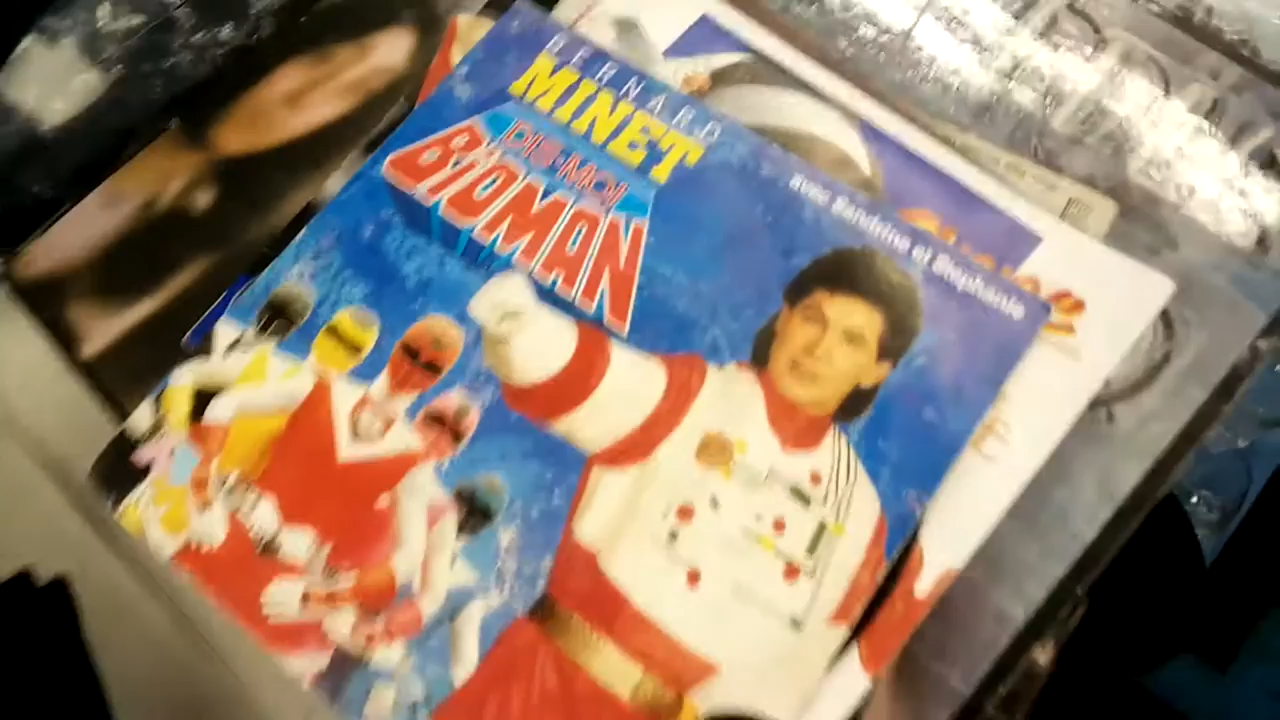 BERNARD
MINET
DIS-MOI
BIOMAN
avec Sandrine et Stéphanie